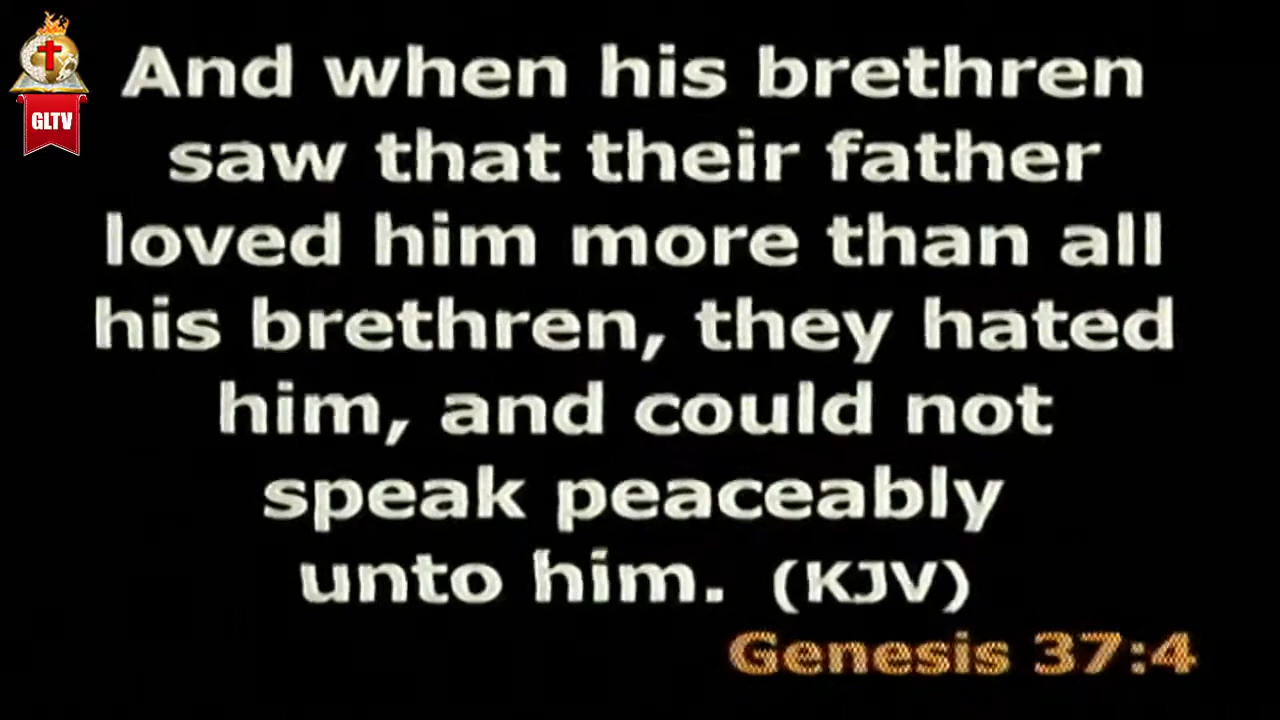 GLTV
And when his brethren
saw that their father
loved him more than all
his brethren, they hated
him, and could not
speak peaceably
unto him. (KJV)
Genesis 37:4